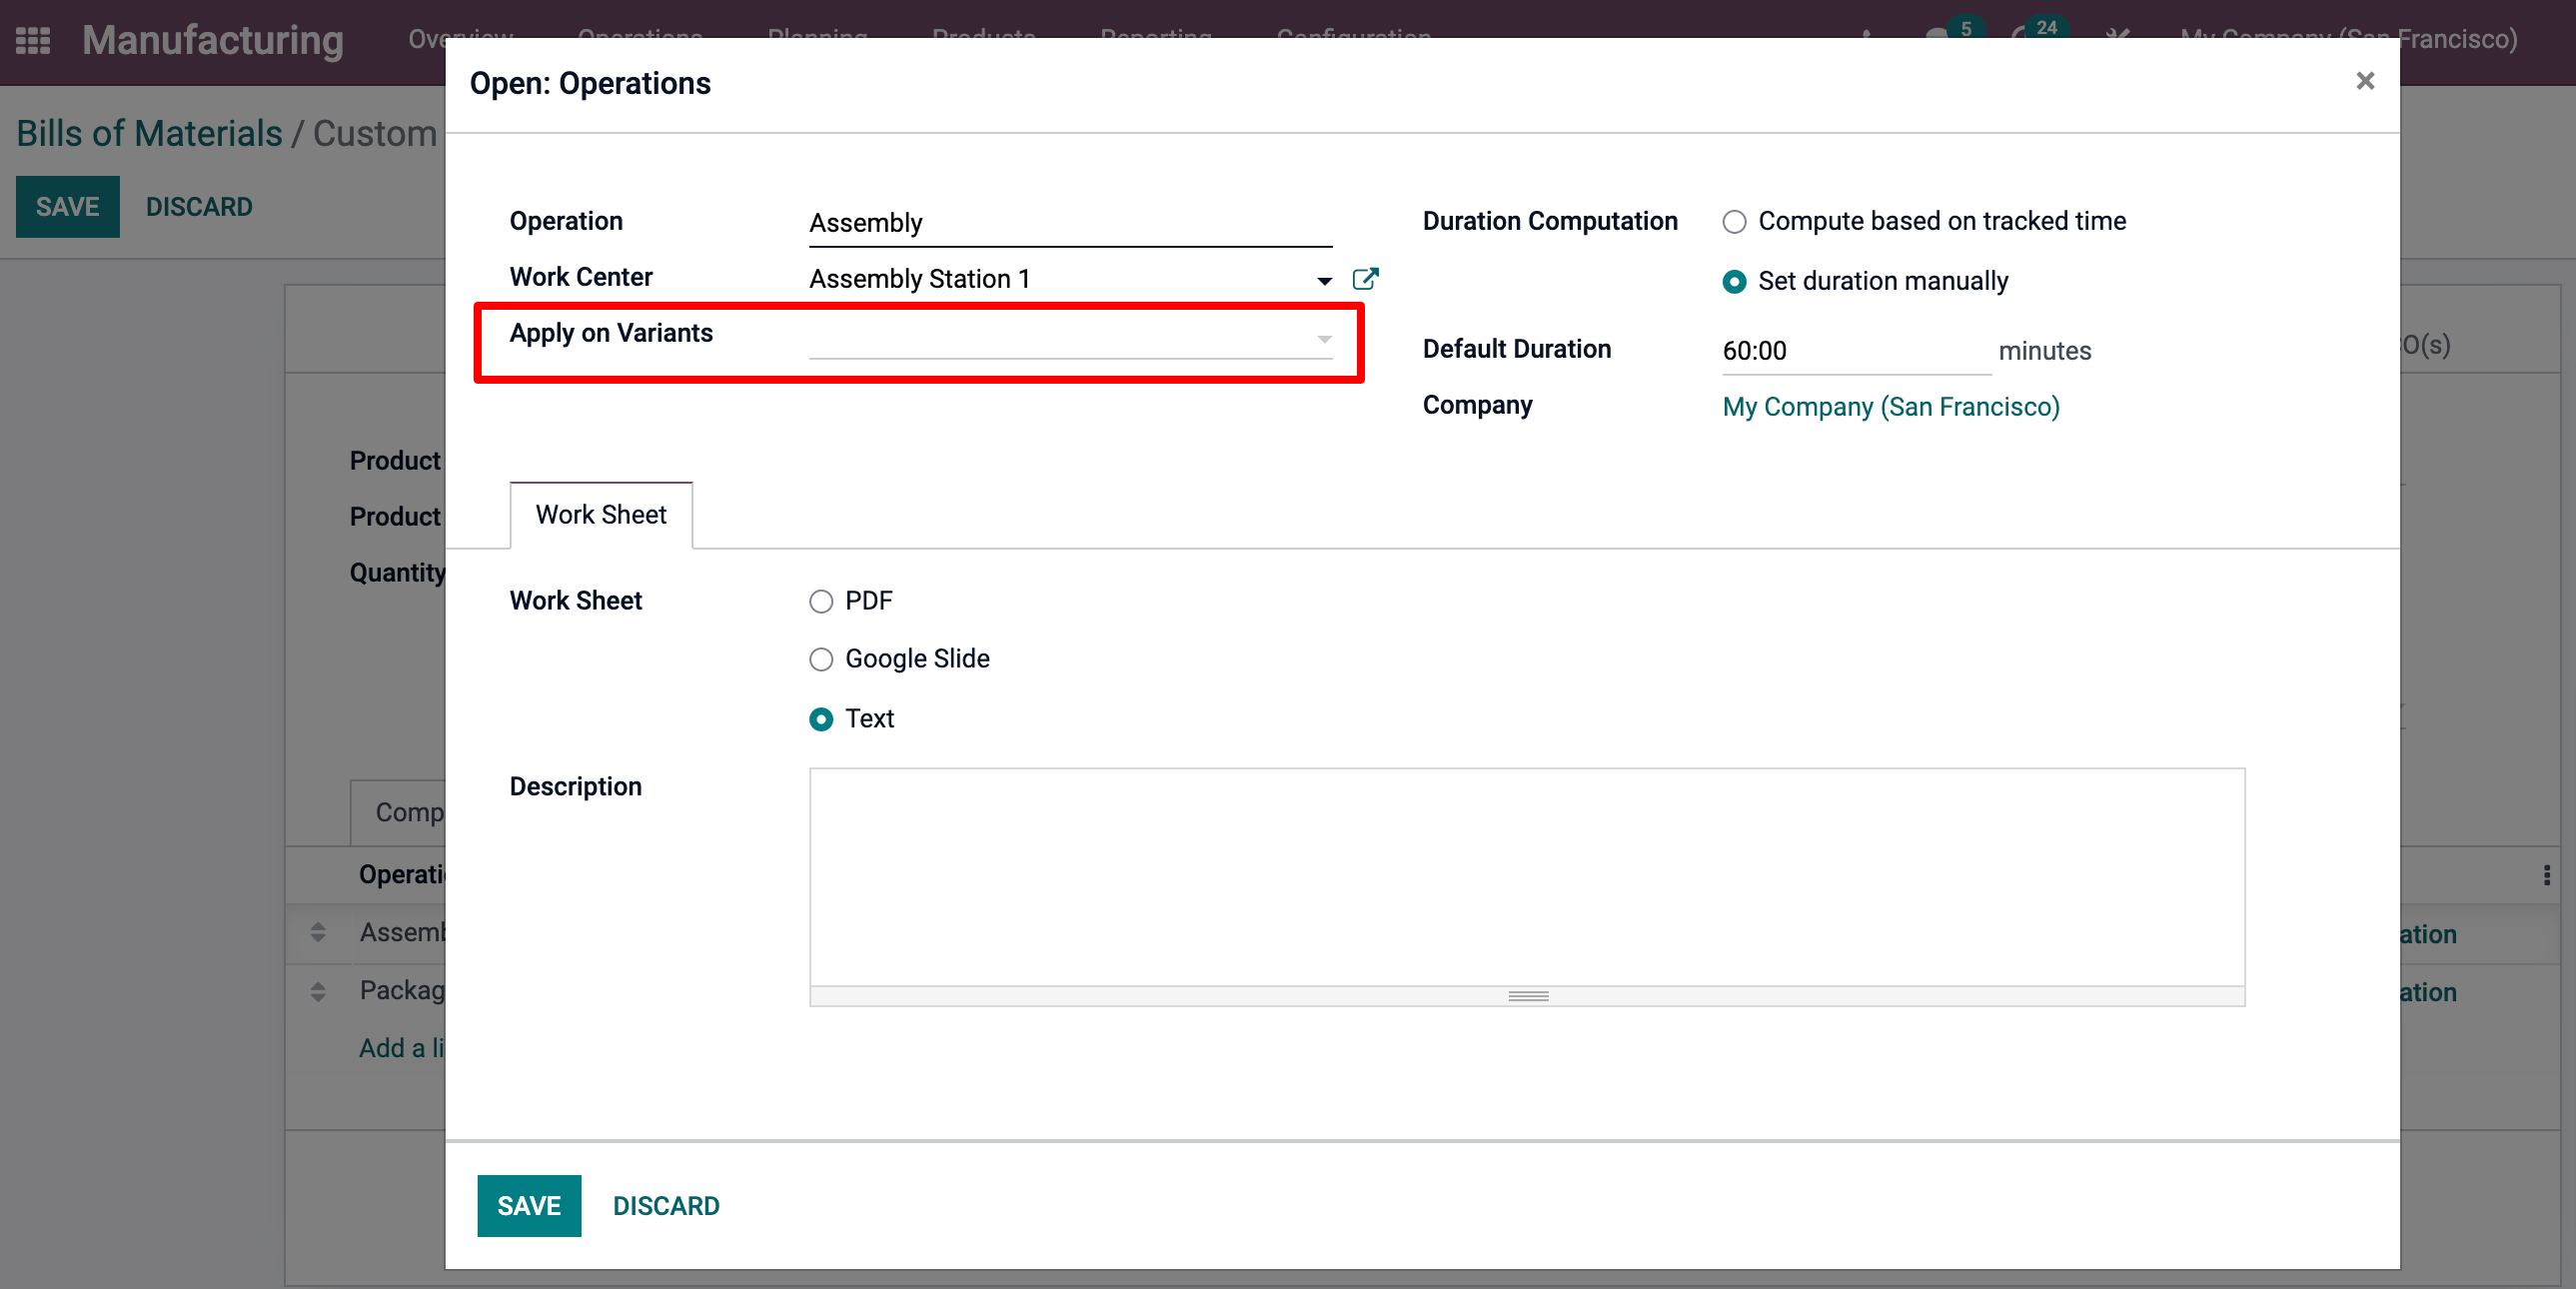 Manufacturing Overview Operations Planning Products Reporting Configuration 5 24 My Company (San Francisco)
Open: Operations ×
Bills of Materials / Custom
SAVE DISCARD
Operation Assembly
Work Center Assembly Station 1
Apply on Variants
Duration Computation Compute based on tracked time
Set duration manually
Default Duration 60:00 minutes
Company My Company (San Francisco)
O(s)
Product
Product
Quantity
Work Sheet
Work Sheet PDF
Google Slide
Text
Description
Comp
Operati
Assemb ation
Packag ation
Add a li
SAVE DISCARD